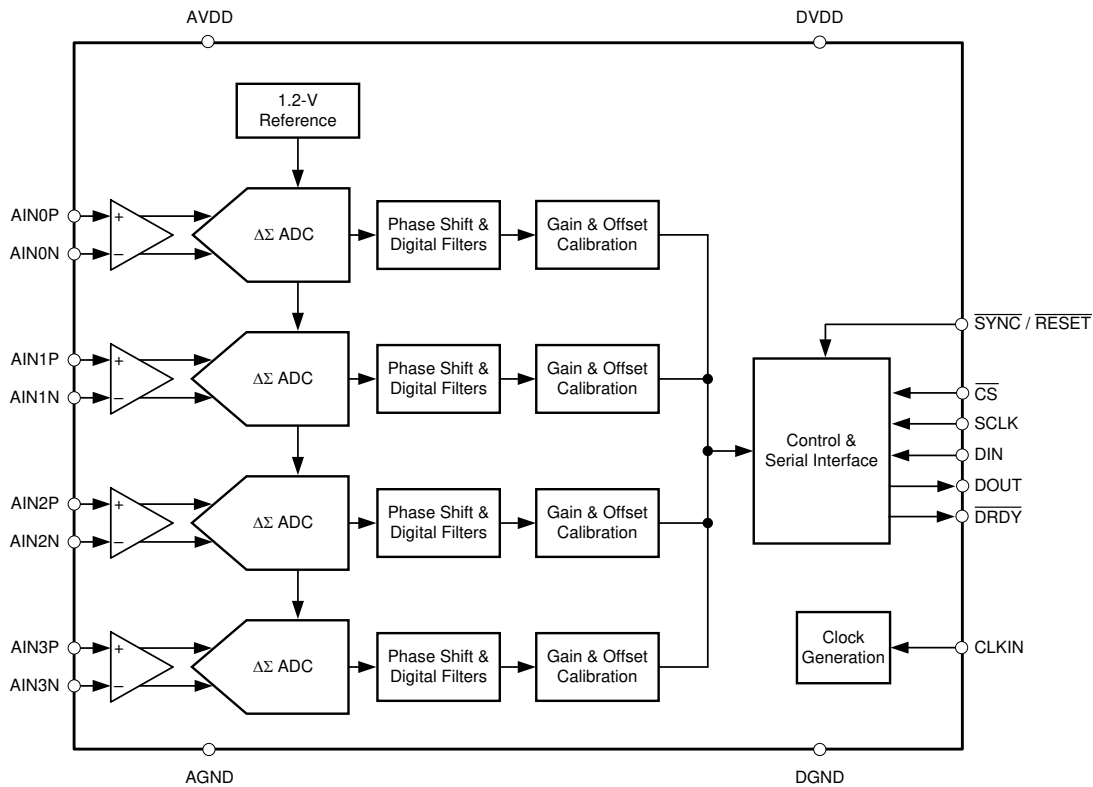 AVDD
DVDD
1.2-V
Reference
AIN0P
AIN0N
+
−
ΔΣ ADC
Phase Shift &
Digital Filters
Gain & Offset
Calibration
SYNC / RESET
AIN1P
AIN1N
+
−
ΔΣ ADC
Phase Shift &
Digital Filters
Gain & Offset
Calibration
Control &
Serial Interface
CS
SCLK
DIN
DOUT
DRDY
AIN2P
AIN2N
+
−
ΔΣ ADC
Phase Shift &
Digital Filters
Gain & Offset
Calibration
AIN3P
AIN3N
+
−
ΔΣ ADC
Phase Shift &
Digital Filters
Gain & Offset
Calibration
Clock
Generation
CLKIN
AGND
DGND